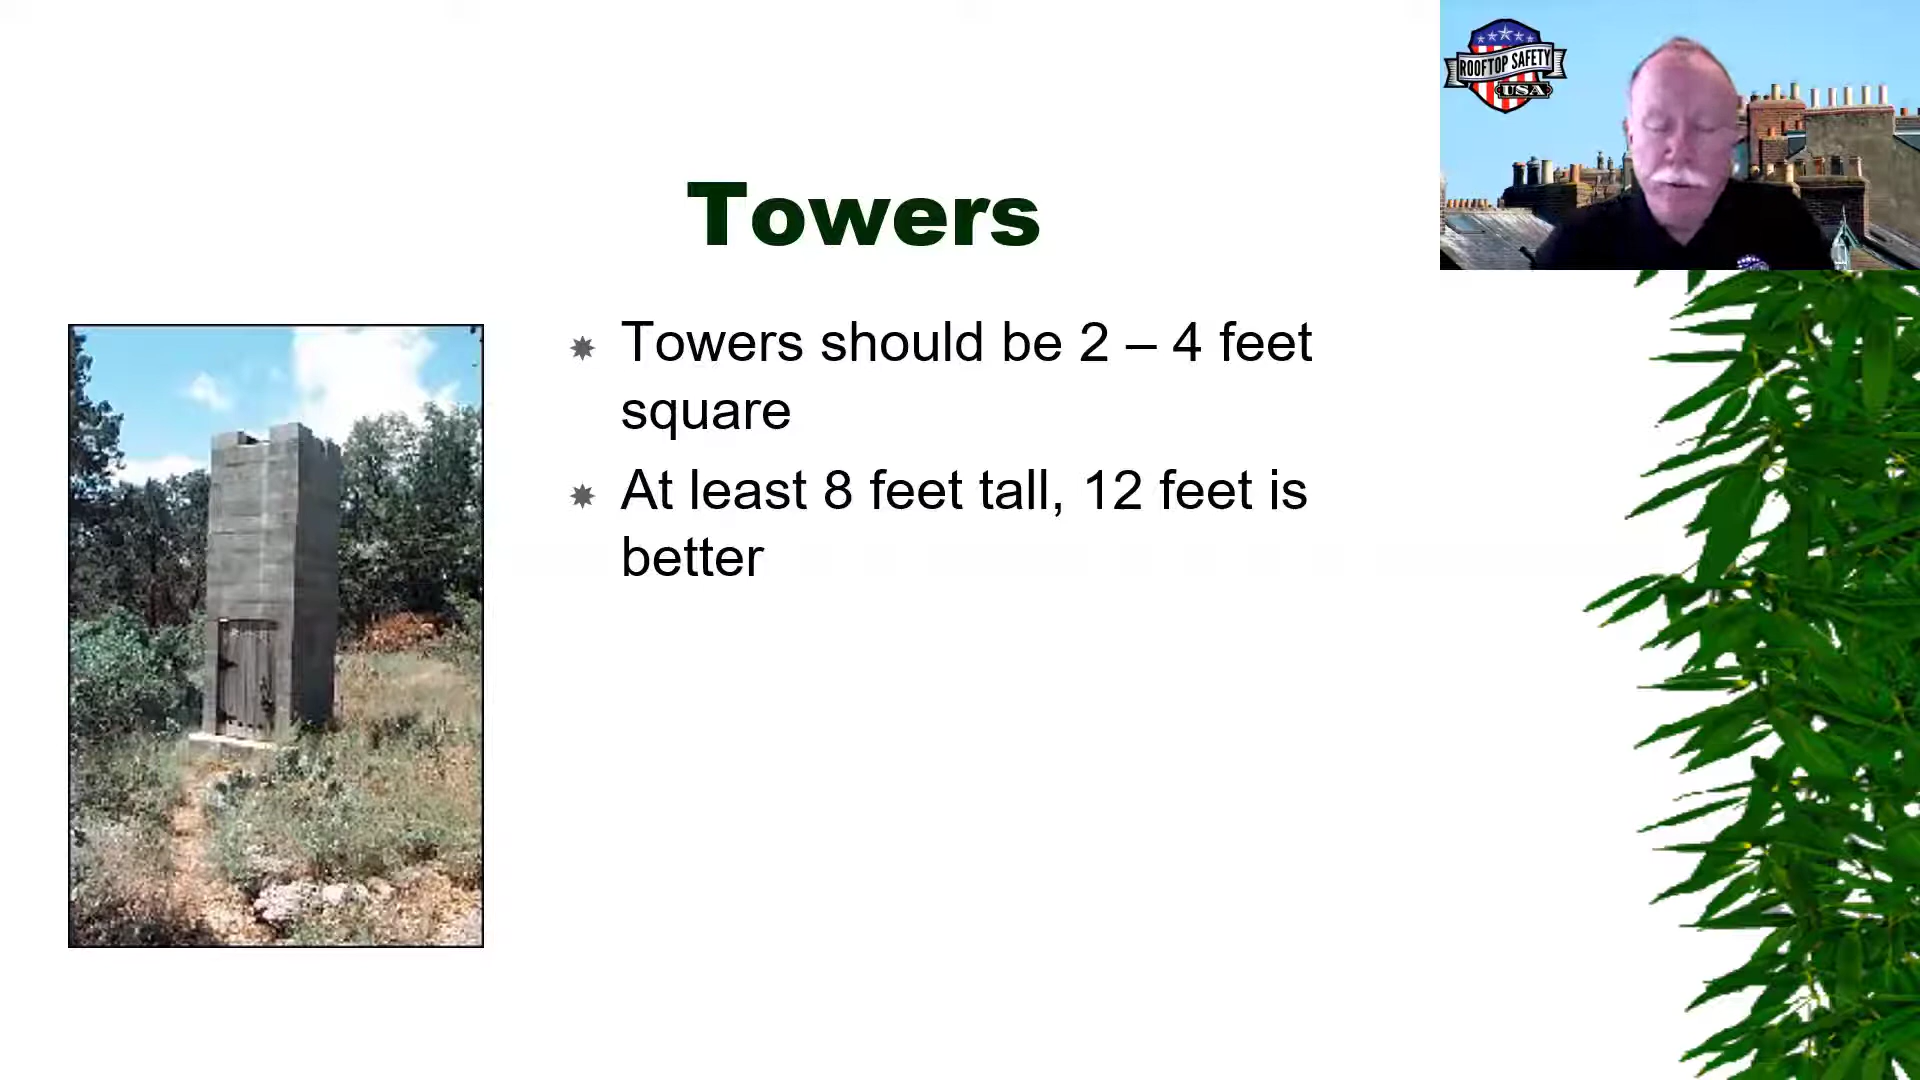 ROOFTOP SAFETY
USA
Towers
Towers should be 2 – 4 feet
square
At least 8 feet tall, 12 feet is
better